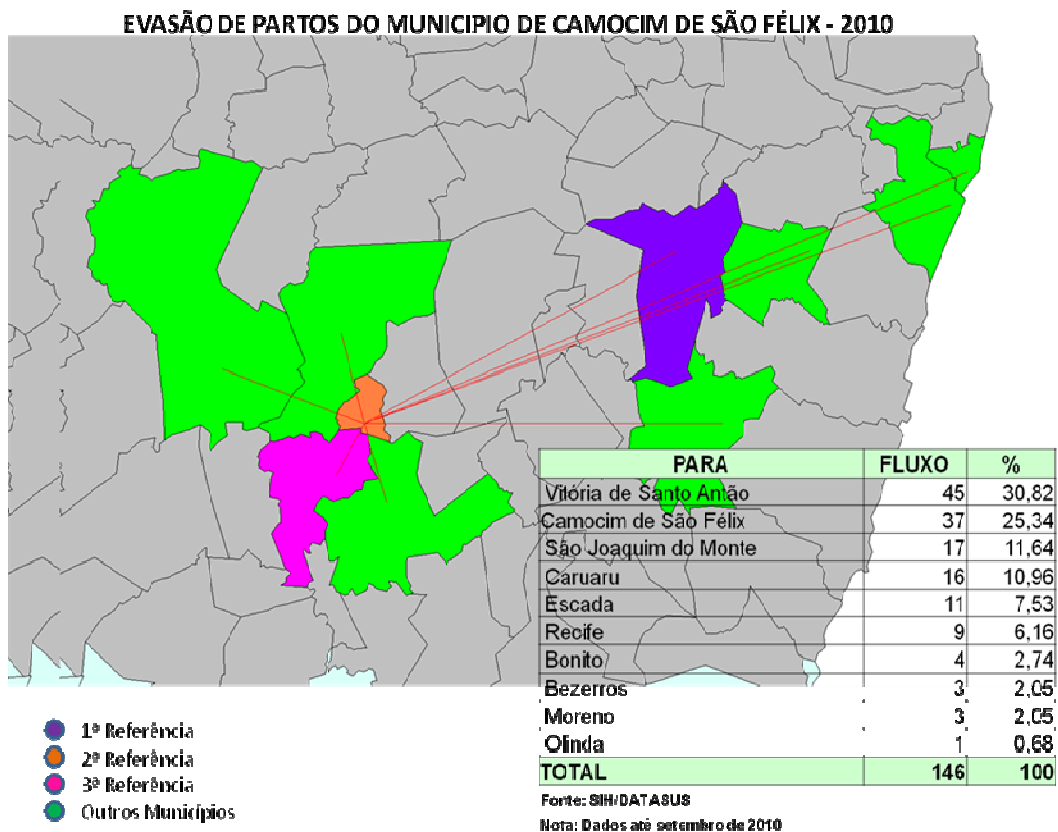 EVASÃO DE PARTOS DO MUNICIPIO DE CAMOCIM DE SÃO FÉLIX - 2010
PARA FLUXO %
Vitória de Santo Antão 45 30,82
Camocim de São Félix 37 25,34
São Joaquim do Monte 17 11,64
Caruaru 16 10,96
Escada 11 7,53
Recife 9 6,16
Bonito 4 2,74
Bezerros 3 2,05
Moreno 3 2,05
Olinda 1 0,68
TOTAL 146 100
1ª Referência
2ª Referência
3ª Referência
Outros Municípios
Fonte: SIH/DATASUS
Nota: Dados até setembro de 2010